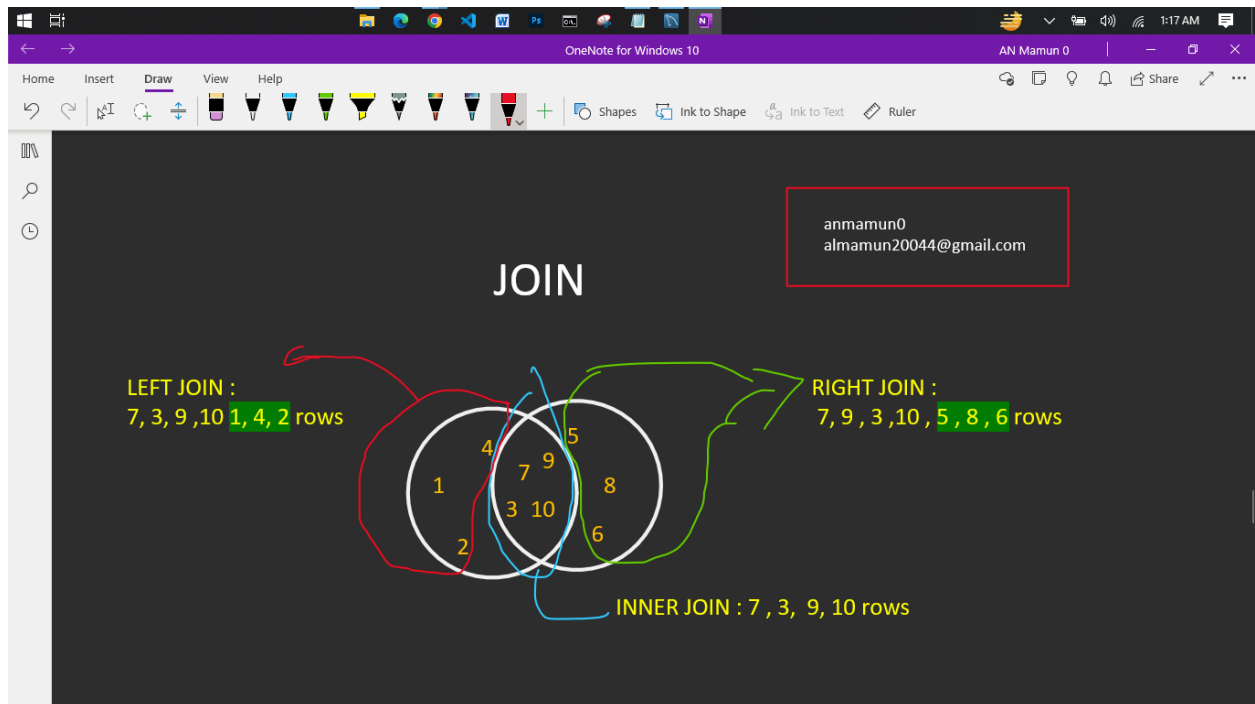 1:17 AM
OneNote for Windows 10
AN Mamun 0
Home Insert Draw View Help
Share
Shapes Ink to Shape Ink to Text Ruler
anmamun0
almamun20044@gmail.com
JOIN
LEFT JOIN :
7, 3, 9 ,10 1, 4, 2 rows
RIGHT JOIN :
7, 9 , 3 ,10 , 5 , 8 , 6 rows
4
5
7
9
1
8
3
10
2
6
INNER JOIN : 7 , 3, 9, 10 rows